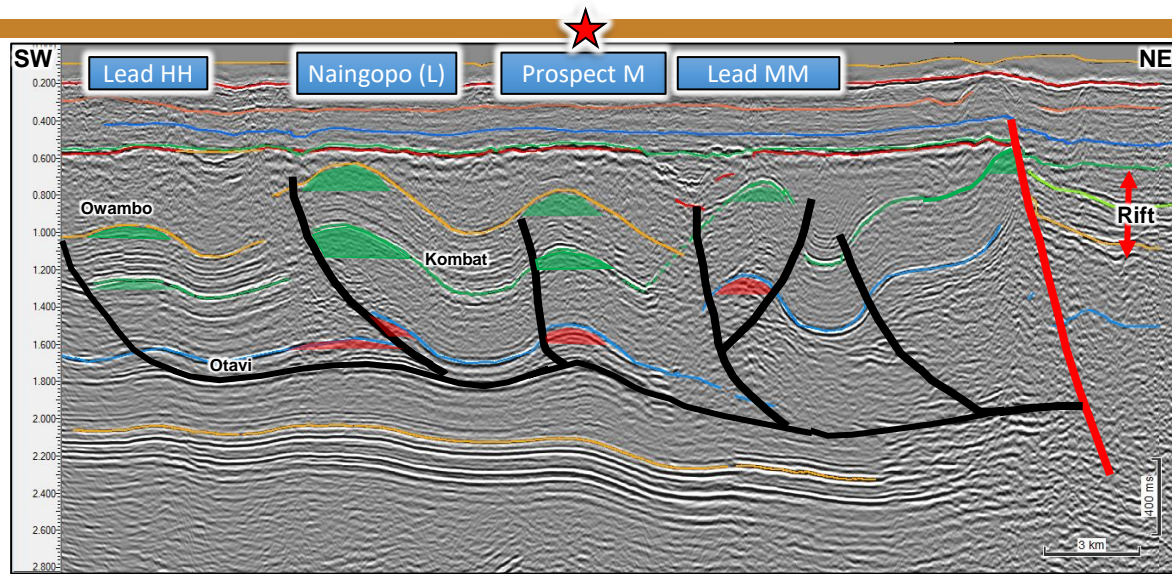 SW
Lead HH
Naingopo (L)
Prospect M
Lead MM
NE
0.200
0.400
0.600
0.800
1.000
1.200
1.400
1.600
1.800
2.000
2.200
2.400
2.600
2.800
Owambo
Kombat
Otavi
Rift
400 ms
3 km